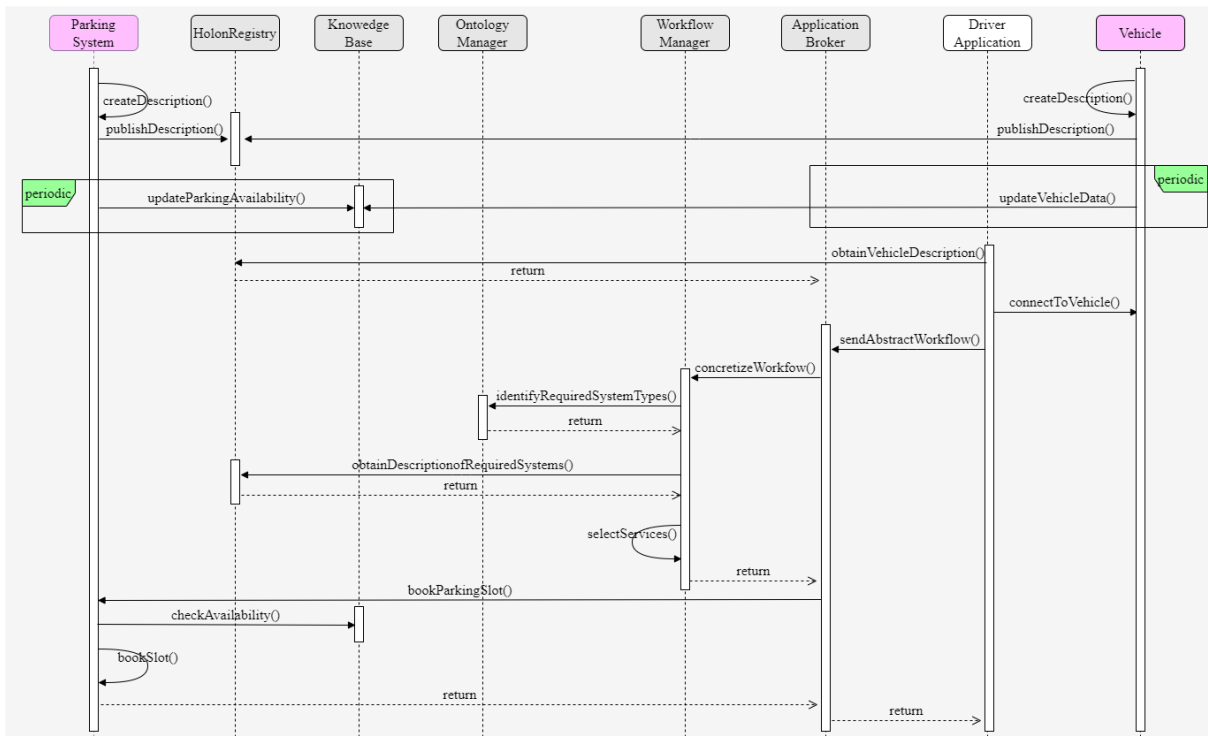 Parking
System
HolonRegistry
Knowedge
Base
Ontology
Manager
Workflow
Manager
Application
Broker
Driver
Application
Vehicle
createDescription()
createDescription()
publishDescription()
publishDescription()
periodic
periodic
updateParkingAvailability()
updateVehicleData()
obtainVehicleDescription()
return
connectToVehicle()
sendAbstractWorkflow()
concretizeWorkfow()
identifyRequiredSystemTypes()
return
obtainDescriptionofRequiredSystems()
return
selectServices()
return
bookParkingSlot()
checkAvailability()
bookSlot()
return
return